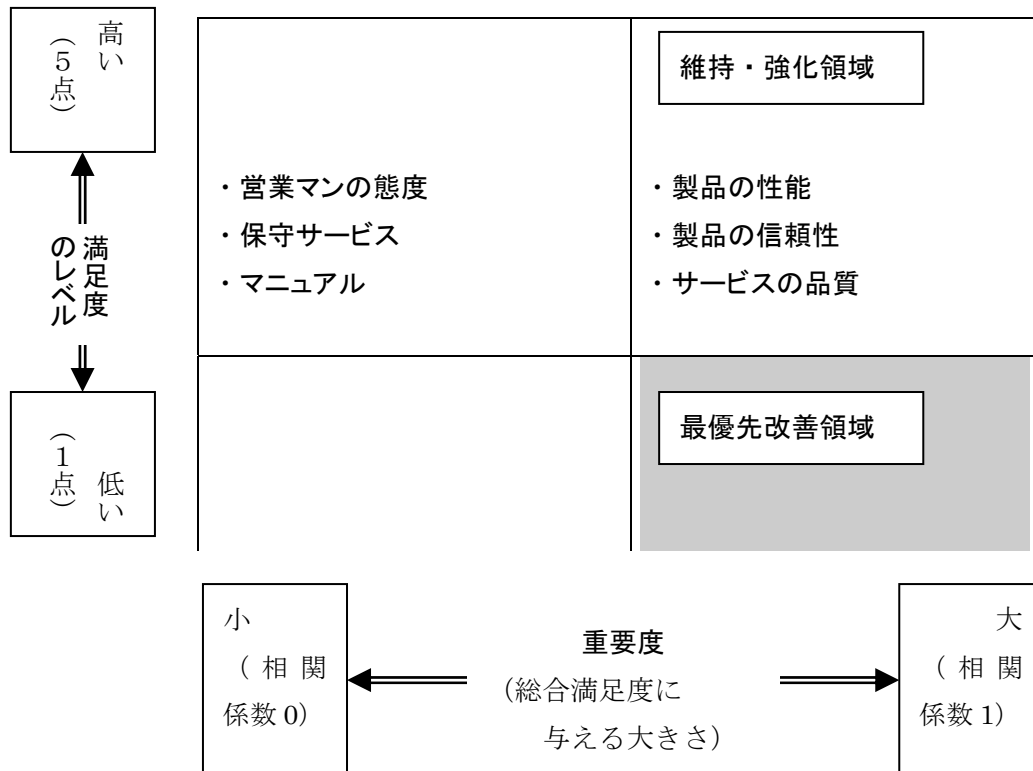 高い
（５点）
満足度
のレベル
低い
（１点）
維持・強化領域
・営業マンの態度
・保守サービス
・マニュアル
・製品の性能
・製品の信頼性
・サービスの品質
最優先改善領域
小
（相関
係数 0）
重要度
（総合満足度に
与える大きさ）
大
（相関
係数 1）